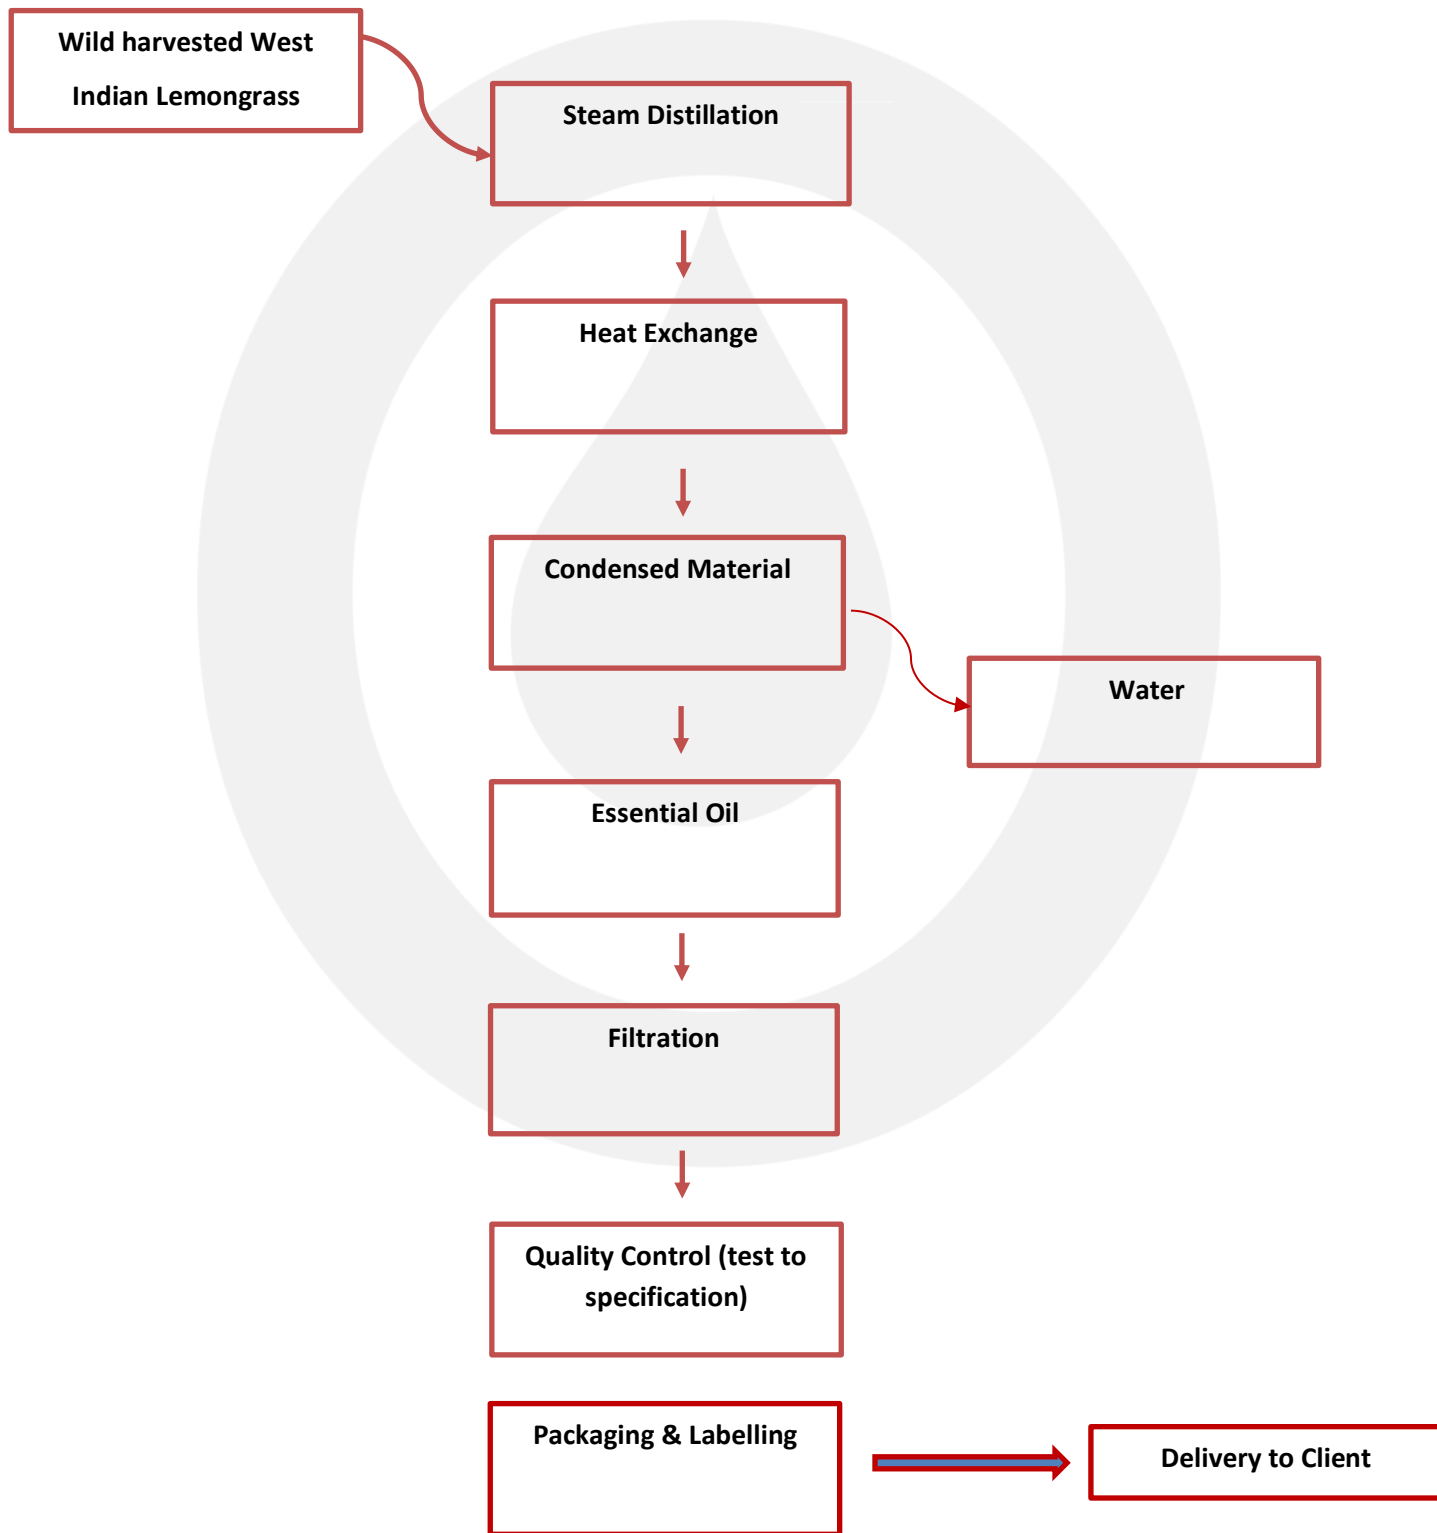 Wild harvested West
Indian Lemongrass
Steam Distillation
Heat Exchange
Condensed Material
Water
Essential Oil
Filtration
Quality Control (test to
specification)
Packaging & Labelling
Delivery to Client